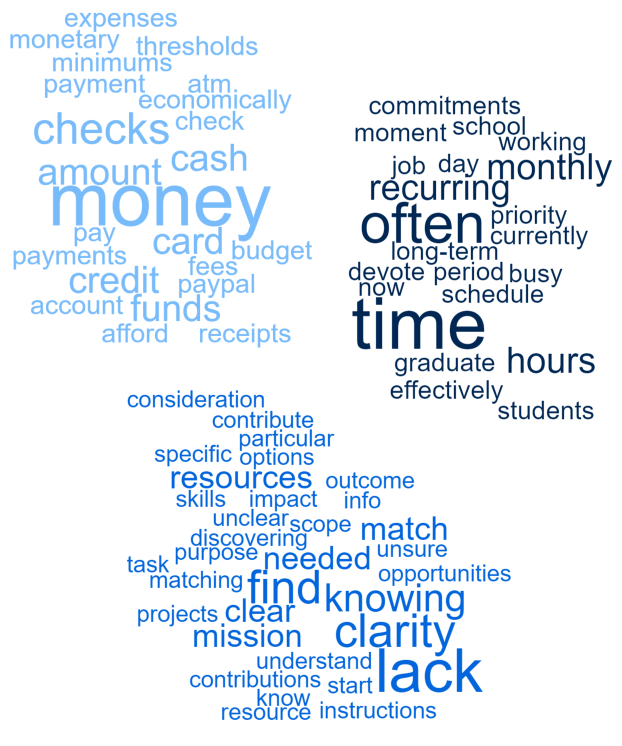 expenses
monetary thresholds
minimums
payment atm
economically
checks check
amount cash
money
pay card budget
payments fees
credit paypal
account funds
afford receipts
commitments
moment school
working
job day monthly
recurring
often priority
currently
long-term
devote period busy
now schedule
time
graduate hours
effectively
students
consideration
contribute
particular
specific options
resources outcome
skills impact info
unclear scope match
discovering
purpose needed unsure
task
matching find opportunities
knowing
projects clear
mission clarity
understand lack
contributions start
know
resource instructions